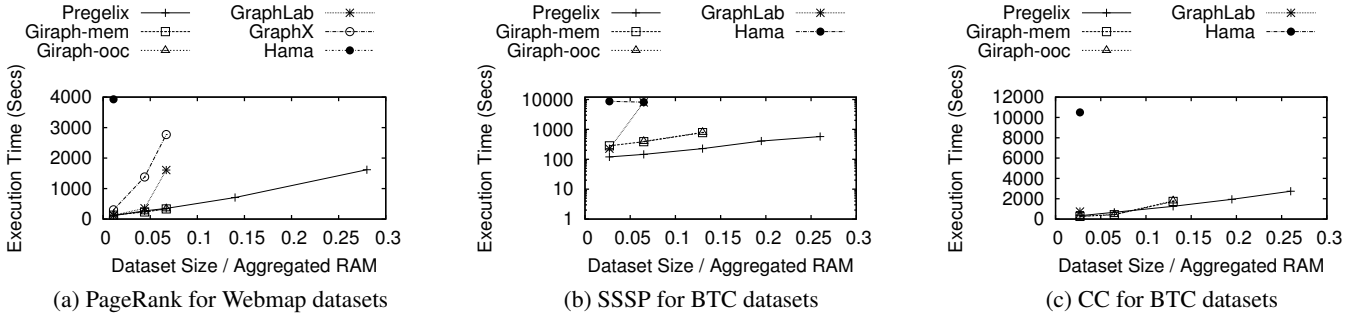 Pregelix
Giraph-mem
Giraph-ooc
GraphLab
GraphX
Hama
Execution Time (Secs)
4000
3000
2000
1000
0
0 0.05 0.1 0.15 0.2 0.25 0.3
Dataset Size / Aggregated RAM
(a) PageRank for Webmap datasets
Pregelix
Giraph-mem
Giraph-ooc
GraphLab
Hama
Execution Time (Secs)
10000
1000
100
10
1
0 0.05 0.1 0.15 0.2 0.25 0.3
Dataset Size / Aggregated RAM
(b) SSSP for BTC datasets
Pregelix
Giraph-mem
Giraph-ooc
GraphLab
Hama
Execution Time (Secs)
12000
10000
8000
6000
4000
2000
0
0 0.05 0.1 0.15 0.2 0.25 0.3
Dataset Size / Aggregated RAM
(c) CC for BTC datasets